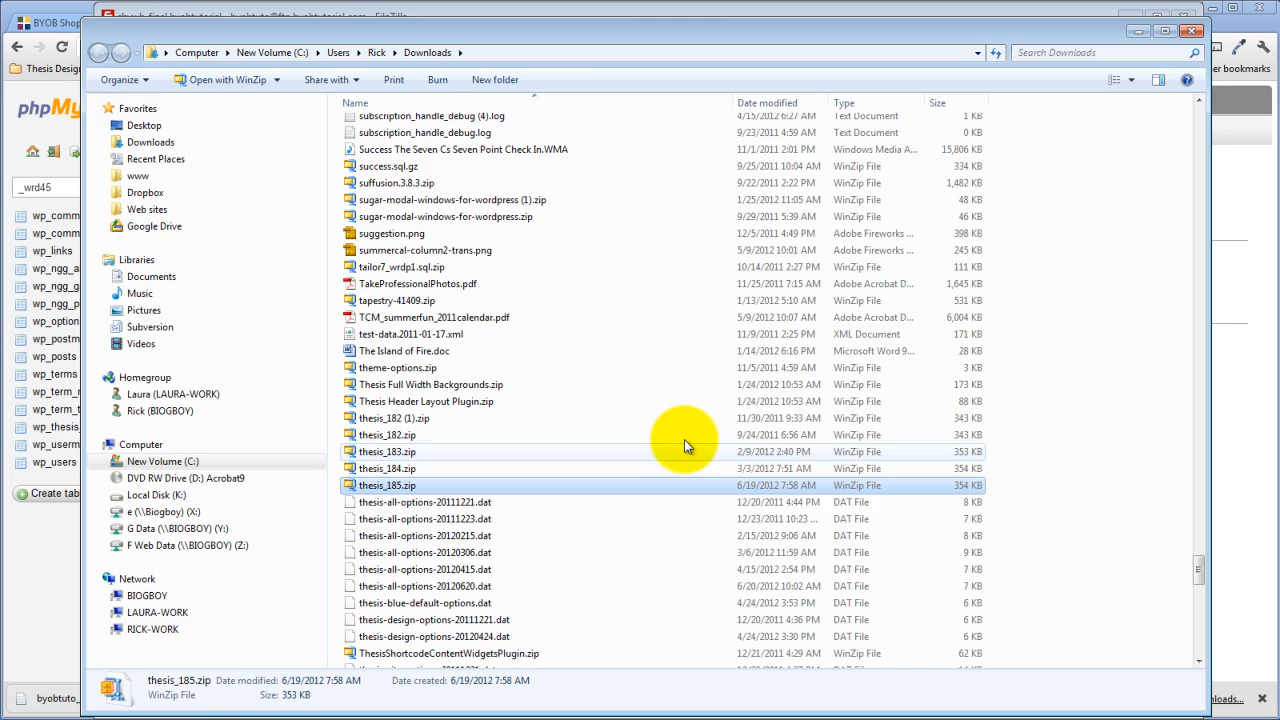 BYOB Shop
byobtutorial
FileZilla
Computer ▸ New Volume (C:) ▸ Users ▸ Rick ▸ Downloads ▸
Search Downloads
Thesis Design
er bookmarks
Organize Open with WinZip Share with Print Burn New folder
phpMy
_wrd45
wp_comm
wp_comm
wp_links
wp_ngg_a
wp_ngg_g
wp_ngg_p
wp_option
wp_postm
wp_posts
wp_terms
wp_term_r
wp_term_t
wp_thesis_
wp_userm
wp_users
Create tab
Favorites
Desktop
Downloads
Recent Places
www
Dropbox
Web sites
Google Drive
Libraries
Documents
Music
Pictures
Subversion
Videos
Homegroup
Laura (LAURA-WORK)
Rick (BIOGBOY)
Computer
New Volume (C:)
DVD RW Drive (D:) Acrobat9
Local Disk (K:)
e (\\Biogboy) (X:)
G Data (\\BIOGBOY) (Y:)
F Web Data (\\BIOGBOY) (Z:)
Network
BIOGBOY
LAURA-WORK
RICK-WORK
Name Date modified Type Size
subscription_handle_debug (4).log 4/15/2012 6:27 AM Text Document 1 KB
subscription_handle_debug.log 9/23/2011 4:59 AM Text Document 0 KB
Success The Seven Cs Seven Point Check In.WMA 11/1/2011 2:01 PM Windows Media A... 15,806 KB
success.sql.gz 9/25/2011 10:04 AM WinZip File 334 KB
suffusion.3.8.3.zip 9/22/2011 2:22 PM WinZip File 1,482 KB
sugar-modal-windows-for-wordpress (1).zip 1/25/2012 11:05 AM WinZip File 48 KB
sugar-modal-windows-for-wordpress.zip 9/29/2011 5:39 AM WinZip File 46 KB
suggestion.png 12/5/2011 4:49 PM Adobe Fireworks ... 398 KB
summercal-column2-trans.png 5/9/2012 10:01 AM Adobe Fireworks ... 245 KB
tailor7_wrdp1.sql.zip 10/14/2011 2:27 PM WinZip File 111 KB
TakeProfessionalPhotos.pdf 11/25/2011 7:15 AM Adobe Acrobat D... 1,645 KB
tapestry-41409.zip 1/13/2012 5:10 AM WinZip File 531 KB
TCM_summerfun_2011calendar.pdf 5/9/2012 10:07 AM Adobe Acrobat D... 6,004 KB
test-data.2011-01-17.xml 11/9/2011 2:25 PM XML Document 171 KB
The Island of Fire.doc 1/14/2012 6:16 PM Microsoft Word 9... 28 KB
theme-options.zip 11/5/2011 4:59 AM WinZip File 3 KB
Thesis Full Width Backgrounds.zip 1/24/2012 10:53 AM WinZip File 173 KB
Thesis Header Layout Plugin.zip 1/24/2012 10:53 AM WinZip File 88 KB
thesis_182 (1).zip 11/30/2011 9:33 AM WinZip File 343 KB
thesis_182.zip 9/24/2011 6:56 AM WinZip File 343 KB
thesis_183.zip 2/9/2012 2:40 PM WinZip File 353 KB
thesis_184.zip 3/3/2012 7:51 AM WinZip File 354 KB
thesis_185.zip 6/19/2012 7:58 AM WinZip File 354 KB
thesis-all-options-20111221.dat 12/20/2011 4:44 PM DAT File 8 KB
thesis-all-options-20111223.dat 12/23/2011 10:23 ... DAT File 7 KB
thesis-all-options-20120215.dat 2/15/2012 9:06 AM DAT File 7 KB
thesis-all-options-20120306.dat 3/6/2012 11:59 AM DAT File 9 KB
thesis-all-options-20120415.dat 4/15/2012 2:54 PM DAT File 7 KB
thesis-all-options-20120620.dat 6/20/2012 10:02 AM DAT File 7 KB
thesis-blue-default-options.dat 4/24/2012 3:53 PM DAT File 6 KB
thesis-design-options-20111221.dat 12/20/2011 4:36 PM DAT File 6 KB
thesis-design-options-20120424.dat 4/24/2012 3:30 PM DAT File 6 KB
ThesisShortcodeContentWidgetsPlugin.zip 12/21/2011 4:29 AM WinZip File 62 KB
thesis_185.zip Date modified: 6/19/2012 7:58 AM Date created: 6/19/2012 7:58 AM
WinZip File Size: 353 KB
byobtuto_
ownloads...